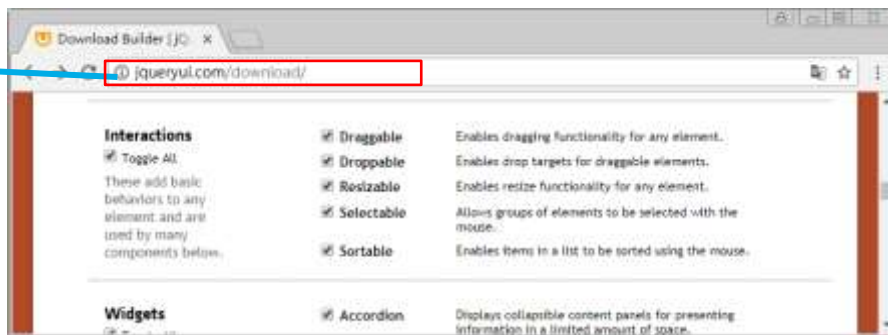 Download Builder | jQ
jqueryui.com/download/
Interactions
Toggle All
These add basic
behaviors to any
element and are
used by many
components below.
Draggable Enables dragging functionality for any element.
Droppable Enables drop targets for draggable elements.
Resizable Enables resize functionality for any element.
Selectable Allows groups of elements to be selected with the
mouse.
Sortable Enables items in a list to be sorted using the mouse.
Widgets
Accordion Displays collapsible content panels for presenting
information in a limited amount of space.